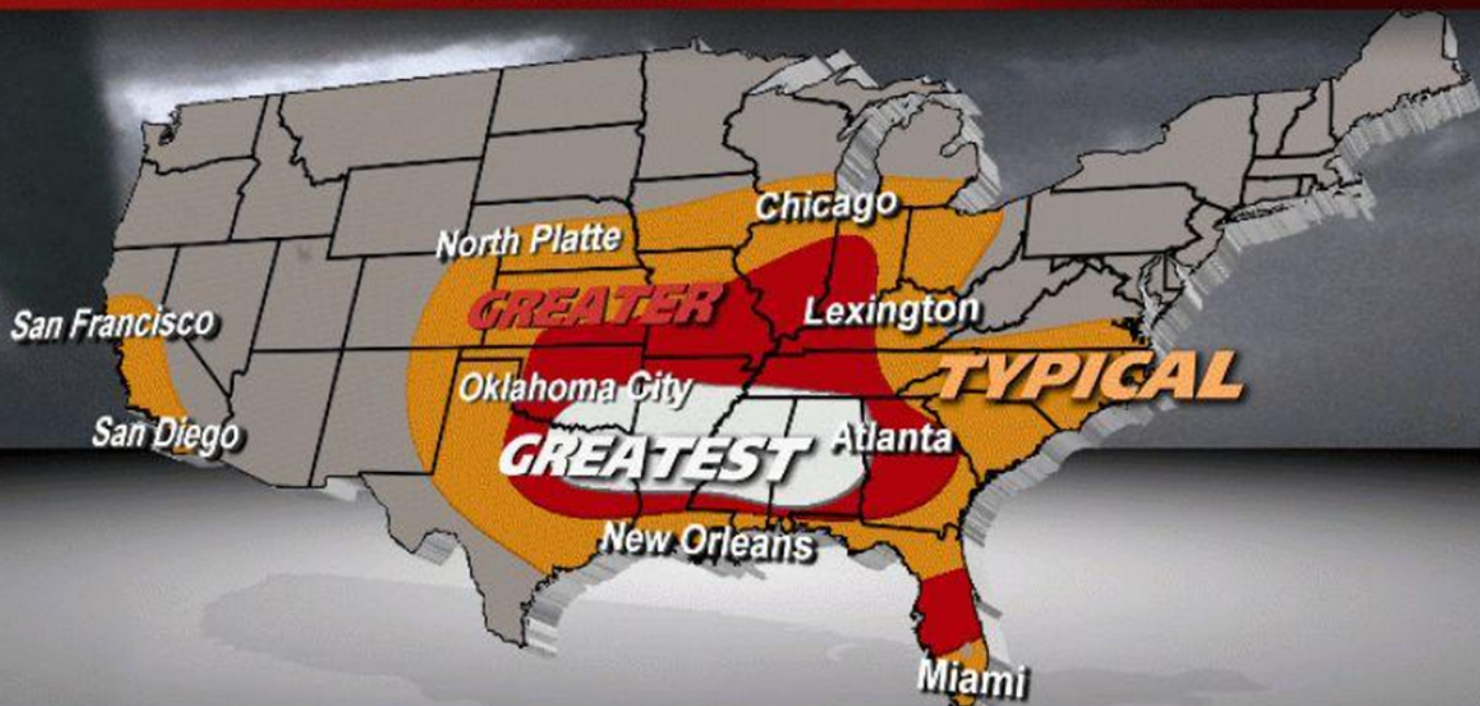 Chicago
North Platte
GREATER
San Francisco
Lexington
TYPICAL
Oklahoma City
San Diego
GREATEST
Atlanta
New Orleans
Miami